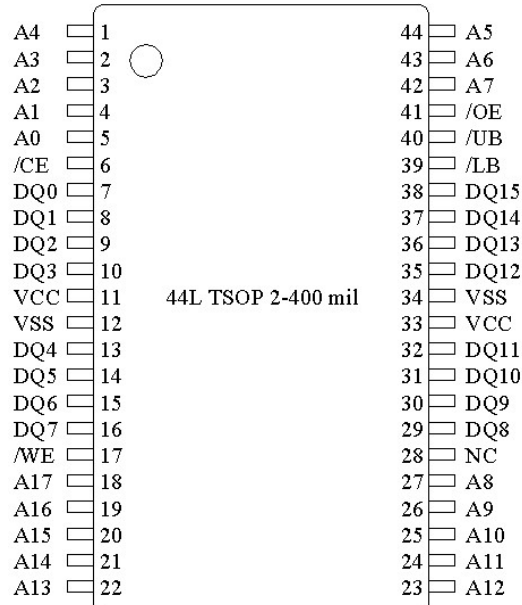 A4 1 44 A5
A3 2 43 A6
A2 3 42 A7
A1 4 41 /OE
A0 5 40 /UB
/CE 6 39 /LB
DQ0 7 38 DQ15
DQ1 8 37 DQ14
DQ2 9 36 DQ13
DQ3 10 35 DQ12
VCC 11 44L TSOP 2-400 mil 34 VSS
VSS 12 33 VCC
DQ4 13 32 DQ11
DQ5 14 31 DQ10
DQ6 15 30 DQ9
DQ7 16 29 DQ8
/WE 17 28 NC
A17 18 27 A8
A16 19 26 A9
A15 20 25 A10
A14 21 24 A11
A13 22 23 A12